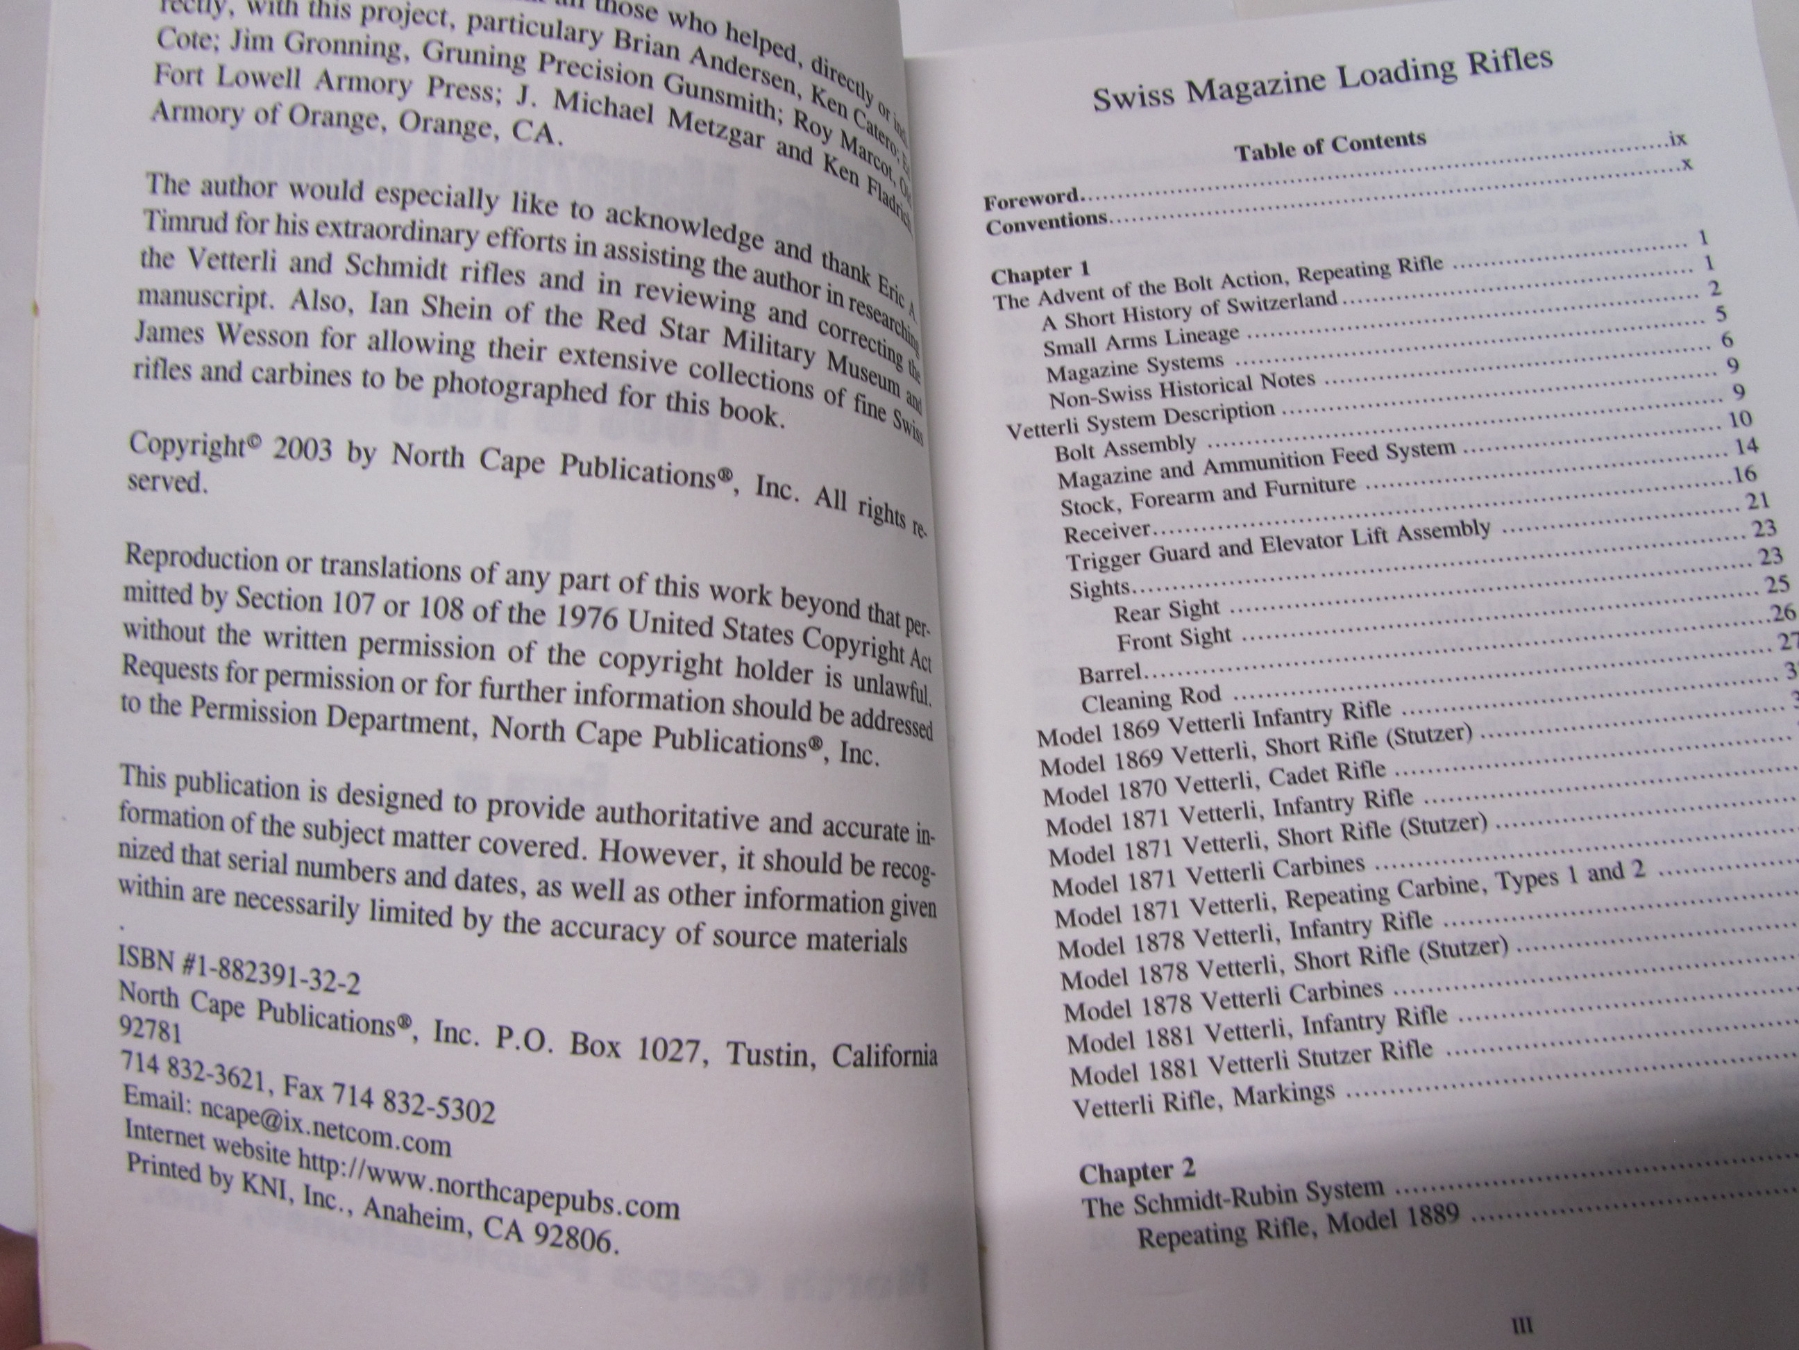 those who helped, directly or
rectly, with this project, particulary Brian Andersen, Ken Catero;
Cote; Jim Gronning, Gruning Precision Gunsmith; Roy Marcot,
Fort Lowell Armory Press; J. Michael Metzgar and Ken Fladrich
Armory of Orange, Orange, CA.
The author would especially like to acknowledge and thank Eric A.
Timrud for his extraordinary efforts in assisting the author in researching
the Vetterli and Schmidt rifles and in reviewing and correcting the
manuscript. Also, Ian Shein of the Red Star Military Museum and
James Wesson for allowing their extensive collections of fine Swiss
rifles and carbines to be photographed for this book.
Copyright© 2003 by North Cape Publications®, Inc. All rights re-
served.
Reproduction or translations of any part of this work beyond that per-
mitted by Section 107 or 108 of the 1976 United States Copyright Act
without the written permission of the copyright holder is unlawful.
Requests for permission or for further information should be addressed
to the Permission Department, North Cape Publications®, Inc.
This publication is designed to provide authoritative and accurate in-
formation of the subject matter covered. However, it should be recog-
nized that serial numbers and dates, as well as other information given
within are necessarily limited by the accuracy of source materials
.
ISBN #1-882391-32-2
North Cape Publications®, Inc. P.O. Box 1027, Tustin, California
92781
714 832-3621, Fax 714 832-5302
Email: ncape@ix.netcom.com
Internet website http://www.northcapepubs.com
Printed by KNI, Inc., Anaheim, CA 92806.
Swiss Magazine Loading Rifles
Table of Contents
Foreword..........ix
Conventions..........x
Chapter 1
The Advent of the Bolt Action, Repeating Rifle .......... 1
A Short History of Switzerland .......... 1
Small Arms Lineage .......... 2
Magazine Systems .......... 5
Non-Swiss Historical Notes .......... 6
Vetterli System Description .......... 9
Bolt Assembly .......... 9
Magazine and Ammunition Feed System .......... 10
Stock, Forearm and Furniture .......... 14
Receiver..........16
Trigger Guard and Elevator Lift Assembly .......... 21
Sights.......... 23
Rear Sight .......... 23
Front Sight .......... 25
Barrel..........26
Cleaning Rod .......... 27
Model 1869 Vetterli Infantry Rifle ..........
Model 1869 Vetterli, Short Rifle (Stutzer) ..........
Model 1870 Vetterli, Cadet Rifle ..........
Model 1871 Vetterli, Infantry Rifle ..........
Model 1871 Vetterli, Short Rifle (Stutzer) ..........
Model 1871 Vetterli Carbines ..........
Model 1871 Vetterli, Repeating Carbine, Types 1 and 2 ..........
Model 1878 Vetterli, Infantry Rifle ..........
Model 1878 Vetterli, Short Rifle (Stutzer) ..........
Model 1878 Vetterli Carbines ..........
Model 1881 Vetterli, Infantry Rifle ..........
Model 1881 Vetterli Stutzer Rifle ..........
Vetterli Rifle, Markings ..........
Chapter 2
The Schmidt-Rubin System ..........
Repeating Rifle, Model 1889 ..........
III